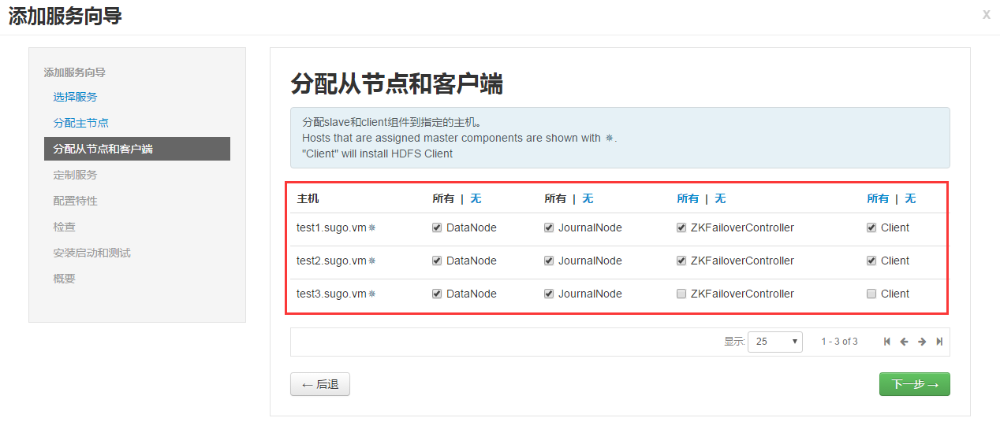 添加服务向导
x
添加服务向导
选择服务
分配主节点
分配从节点和客户端
定制服务
配置特性
检查
安装启动和测试
概要
分配从节点和客户端
分配slave和client组件到指定的主机。
Hosts that are assigned master components are shown with ✵.
"Client" will install HDFS Client
主机 所有 | 无 所有 | 无 所有 | 无 所有 | 无
test1.sugo.vm✵ DataNode JournalNode ZKFailoverController Client
test2.sugo.vm✵ DataNode JournalNode ZKFailoverController Client
test3.sugo.vm✵ DataNode JournalNode ZKFailoverController Client
显示: 25 1 - 3 of 3
← 后退 下一步 →